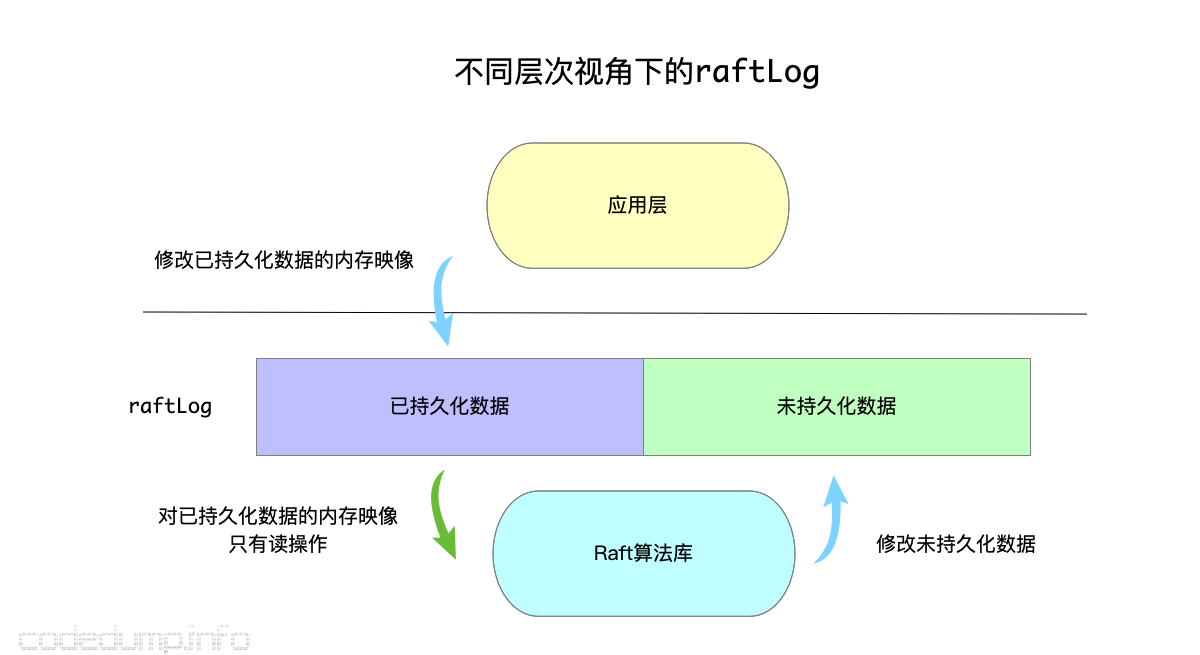 不同层次视角下的raftLog
应用层
修改已持久化数据的内存映像
raftLog
已持久化数据
未持久化数据
对已持久化数据的内存映像
只有读操作
Raft算法库
修改未持久化数据
codedump.info